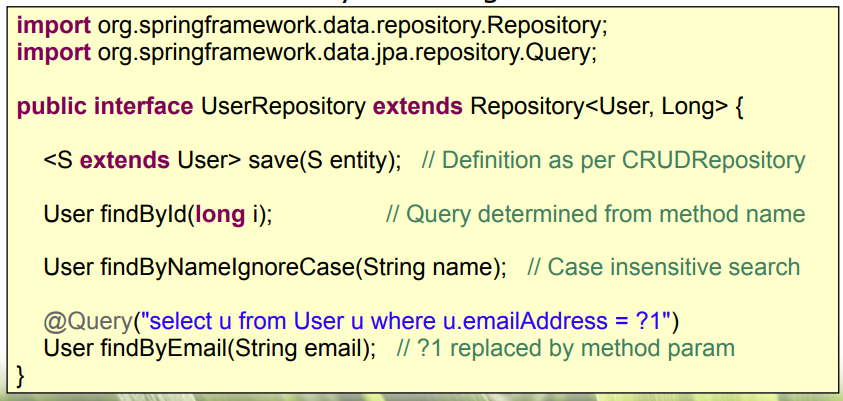 import org.springframework.data.repository.Repository;
import org.springframework.data.jpa.repository.Query;
public interface UserRepository extends Repository<User, Long> {
<S extends User> save(S entity); // Definition as per CRUDRepository
User findById(long i); // Query determined from method name
User findByNameIgnoreCase(String name); // Case insensitive search
@Query("select u from User u where u.emailAddress = ?1")
User findByEmail(String email); // ?1 replaced by method param
}